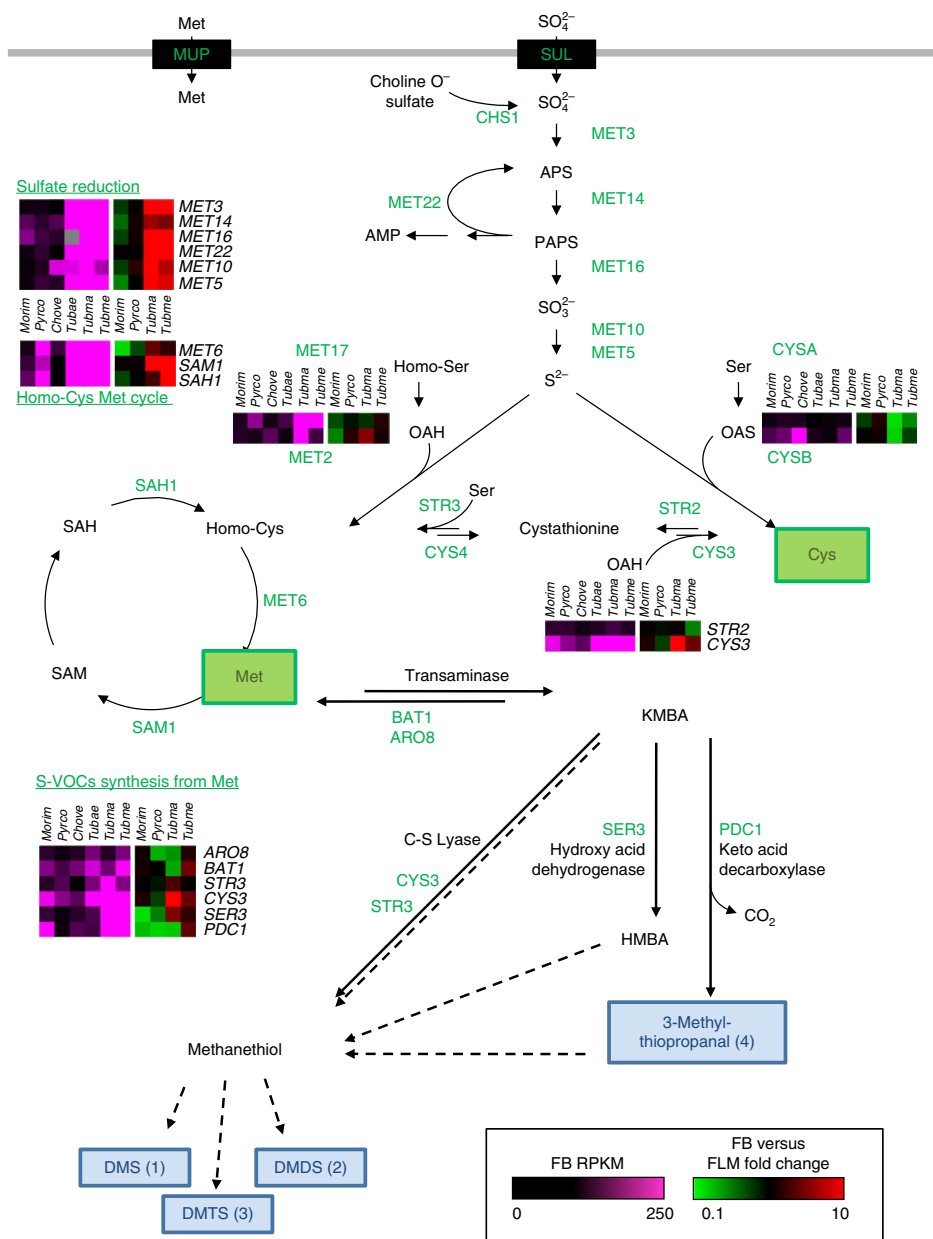 Met
SO₄²⁻
MUP
SUL
Met
Choline O⁻
sulfate
SO₄²⁻
CHS1
MET3
APS
MET22
MET14
AMP
PAPS
MET16
SO₃²⁻
MET10
MET5
S²⁻
Sulfate reduction
MET3
MET14
MET16
MET22
MET10
MET5
Morim Pyrco Chove Tubae Tubma Tubme Morim Pyrco Tubma Tubme
MET6
SAM1
SAH1
Homo-Cys Met cycle
MET17
Homo-Ser
Morim Pyrco Chove Tubae Tubma Tubme Morim Pyrco Tubma Tubme
OAH
MET2
CYSA
Ser
Morim Pyrco Chove Tubae Tubma Tubme Morim Pyrco Tubma Tubme
OAS
CYSB
SAH1
SAH
Homo-Cys
STR3
Ser
CYS4
Cystathionine
STR2
CYS3
OAH
Cys
MET6
Morim Pyrco Chove Tubae Tubma Tubme Morim Pyrco Tubma Tubme
STR2
CYS3
SAM
Met
SAM1
Transaminase
BAT1
ARO8
KMBA
S-VOCs synthesis from Met
Morim Pyrco Chove Tubae Tubma Tubme Morim Pyrco Tubma Tubme
ARO8
BAT1
STR3
CYS3
SER3
PDC1
C-S Lyase
CYS3
STR3
SER3
Hydroxy acid
dehydrogenase
PDC1
Keto acid
decarboxylase
CO₂
HMBA
3-Methyl-
thiopropanal (4)
Methanethiol
DMS (1)
DMDS (2)
DMTS (3)
FB RPKM
0 250
FB versus
FLM fold change
0.1 10